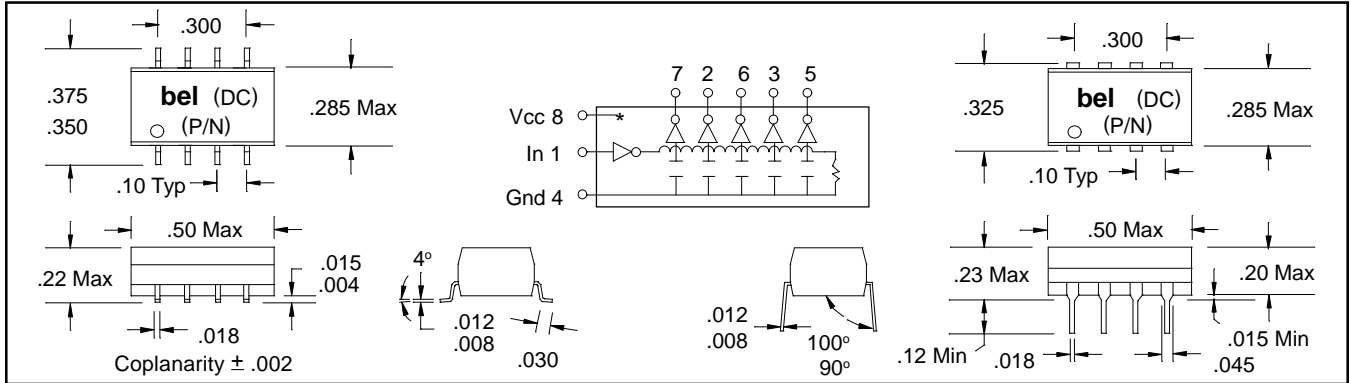 .300
.375
.350
bel (DC)
(P/N)
.285 Max
.10 Typ
.50 Max
.22 Max
.015
.004
.018
Coplanarity ± .002
4°
.012
.008
.030
7 2 6 3 5
Vcc 8 *
In 1
Gnd 4
.012
.008
100°
90°
.300
.325
bel (DC)
(P/N)
.285 Max
.10 Typ
.50 Max
.23 Max
.20 Max
.12 Min
.018
.015 Min
.045